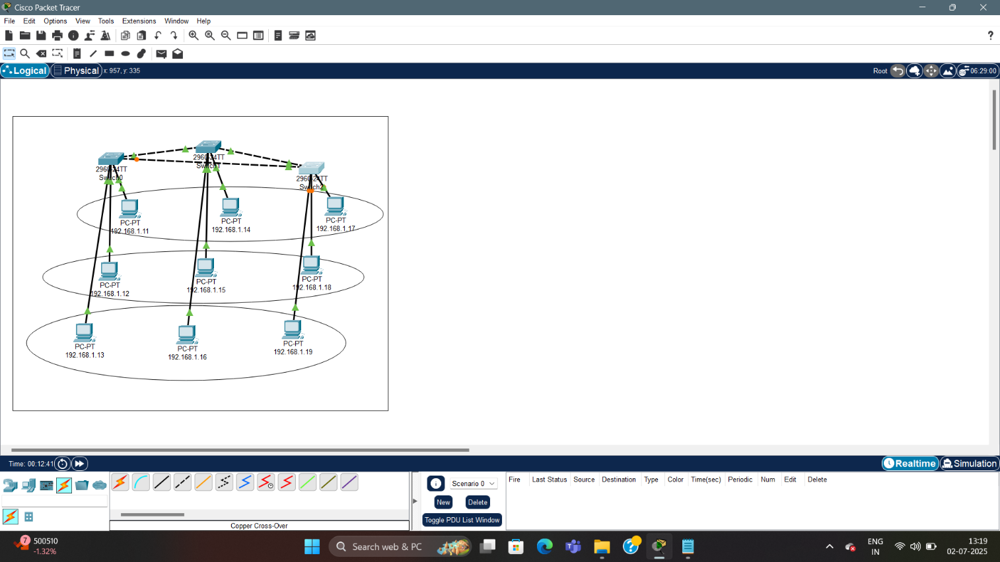 Cisco Packet Tracer
File Edit Options View Tools Extensions Window Help
?
Logical Physical x: 957, y: 335 Root 06:29:00
2960-24TT
Switch0
2960-24TT
Switch1
2960-24TT
Switch2
PC-PT
192.168.1.11
PC-PT
192.168.1.14
PC-PT
192.168.1.17
PC-PT
192.168.1.12
PC-PT
192.168.1.15
PC-PT
192.168.1.18
PC-PT
192.168.1.13
PC-PT
192.168.1.16
PC-PT
192.168.1.19
Time: 00:12:41 Realtime Simulation
Scenario 0
New Delete
Toggle PDU List Window
Fire Last Status Source Destination Type Color Time(sec) Periodic Num Edit Delete
Copper Cross-Over
7
500510
-1.32%
Search web & PC
ENG
IN
13:19
02-07-2025